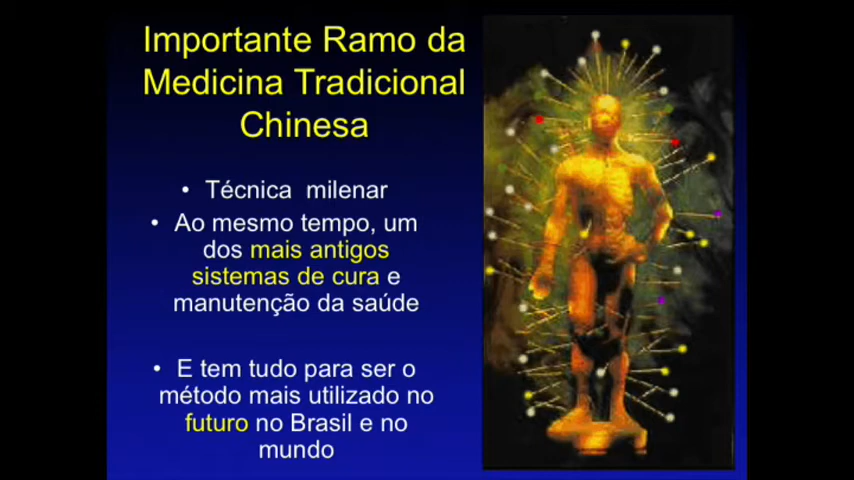 Importante Ramo da
Medicina Tradicional
Chinesa
• Técnica milenar
• Ao mesmo tempo, um
dos mais antigos
sistemas de cura e
manutenção da saúde
• E tem tudo para ser o
método mais utilizado no
futuro no Brasil e no
mundo